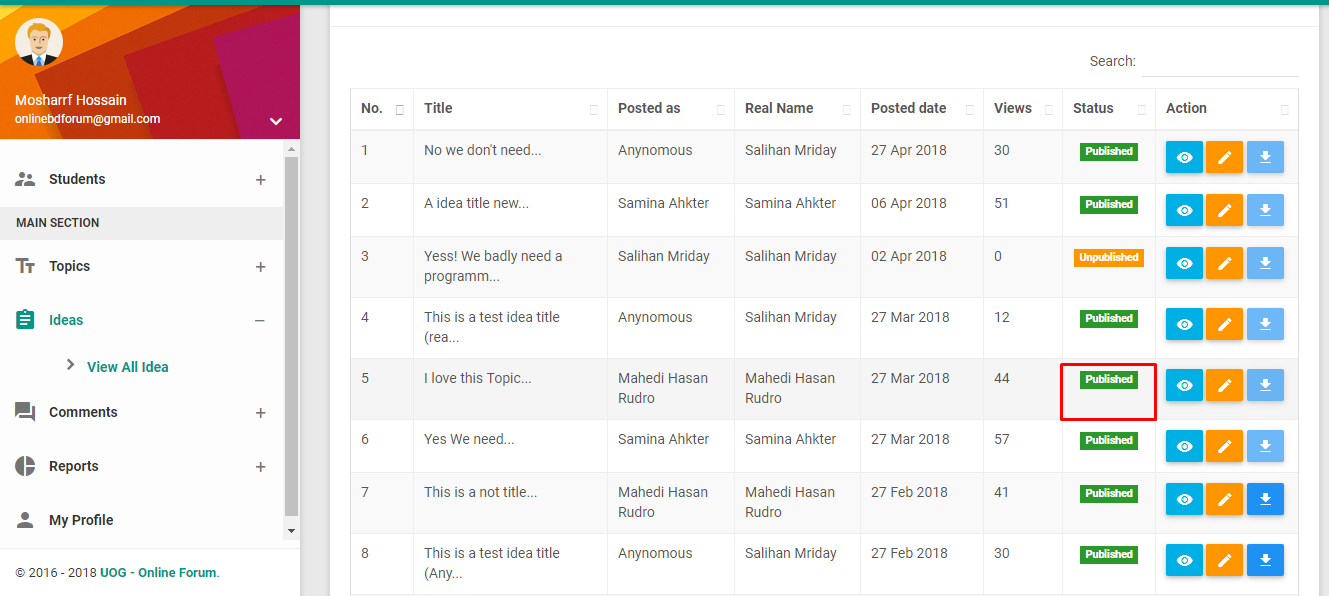 Mosharrf Hossain
onlinebdforum@gmail.com
Students
MAIN SECTION
Topics
Ideas
View All Idea
Comments
Reports
My Profile
© 2016 - 2018 UOG - Online Forum.
Search:
No. Title Posted as Real Name Posted date Views Status Action
1 No we don't need... Anynomous Salihan Mriday 27 Apr 2018 30 Published
2 A idea title new... Samina Ahkter Samina Ahkter 06 Apr 2018 51 Published
3 Yess! We badly need a Salihan Mriday Salihan Mriday 02 Apr 2018 0 Unpublished
programm...
4 This is a test idea title Anynomous Salihan Mriday 27 Mar 2018 12 Published
(rea...
5 I love this Topic... Mahedi Hasan Mahedi Hasan 27 Mar 2018 44 Published
Rudro Rudro
6 Yes We need... Samina Ahkter Samina Ahkter 27 Mar 2018 57 Published
7 This is a not title... Mahedi Hasan Mahedi Hasan 27 Feb 2018 41 Published
Rudro Rudro
8 This is a test idea title Anynomous Salihan Mriday 27 Feb 2018 30 Published
(Any...